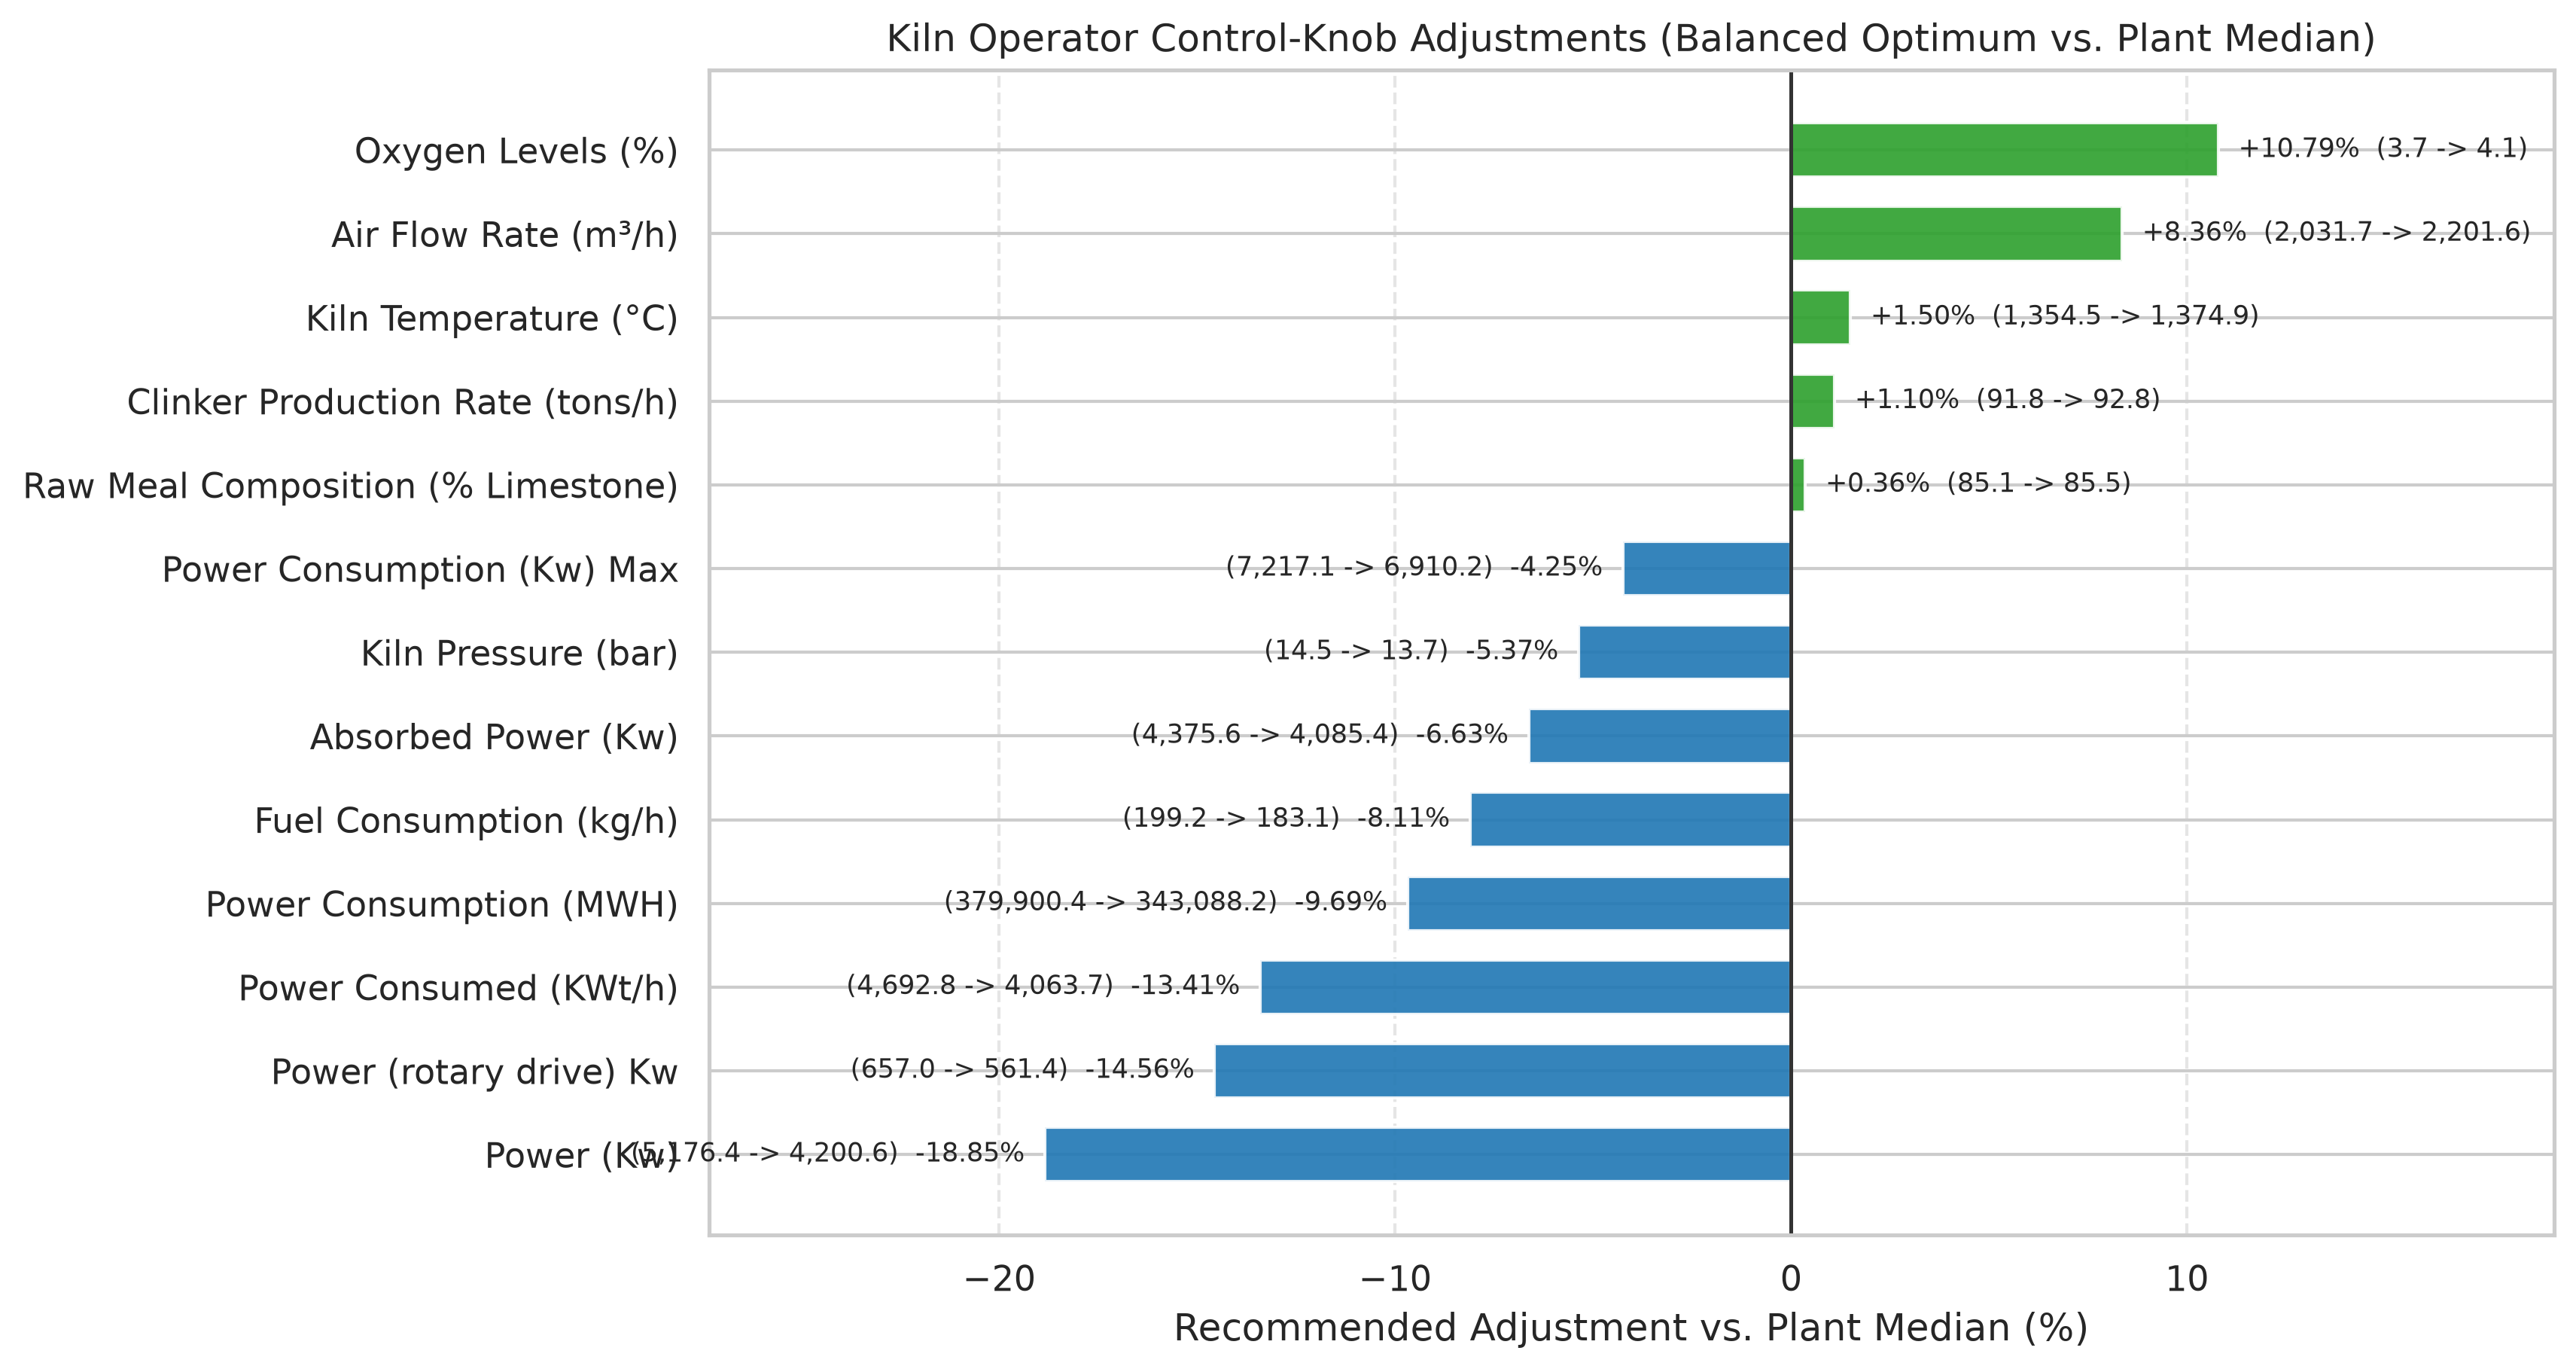 Kiln Operator Control-Knob Adjustments (Balanced Optimum vs. Plant Median)
Oxygen Levels (%) +10.79% (3.7 -> 4.1)
Air Flow Rate (m³/h) +8.36% (2,031.7 -> 2,201.6)
Kiln Temperature (°C) +1.50% (1,354.5 -> 1,374.9)
Clinker Production Rate (tons/h) +1.10% (91.8 -> 92.8)
Raw Meal Composition (% Limestone) +0.36% (85.1 -> 85.5)
Power Consumption (Kw) Max (7,217.1 -> 6,910.2) -4.25%
Kiln Pressure (bar) (14.5 -> 13.7) -5.37%
Absorbed Power (Kw) (4,375.6 -> 4,085.4) -6.63%
Fuel Consumption (kg/h) (199.2 -> 183.1) -8.11%
Power Consumption (MWH) (379,900.4 -> 343,088.2) -9.69%
Power Consumed (KWt/h) (4,692.8 -> 4,063.7) -13.41%
Power (rotary drive) Kw (657.0 -> 561.4) -14.56%
Power (Kw) (5,176.4 -> 4,200.6) -18.85%
−20 −10 0 10
Recommended Adjustment vs. Plant Median (%)